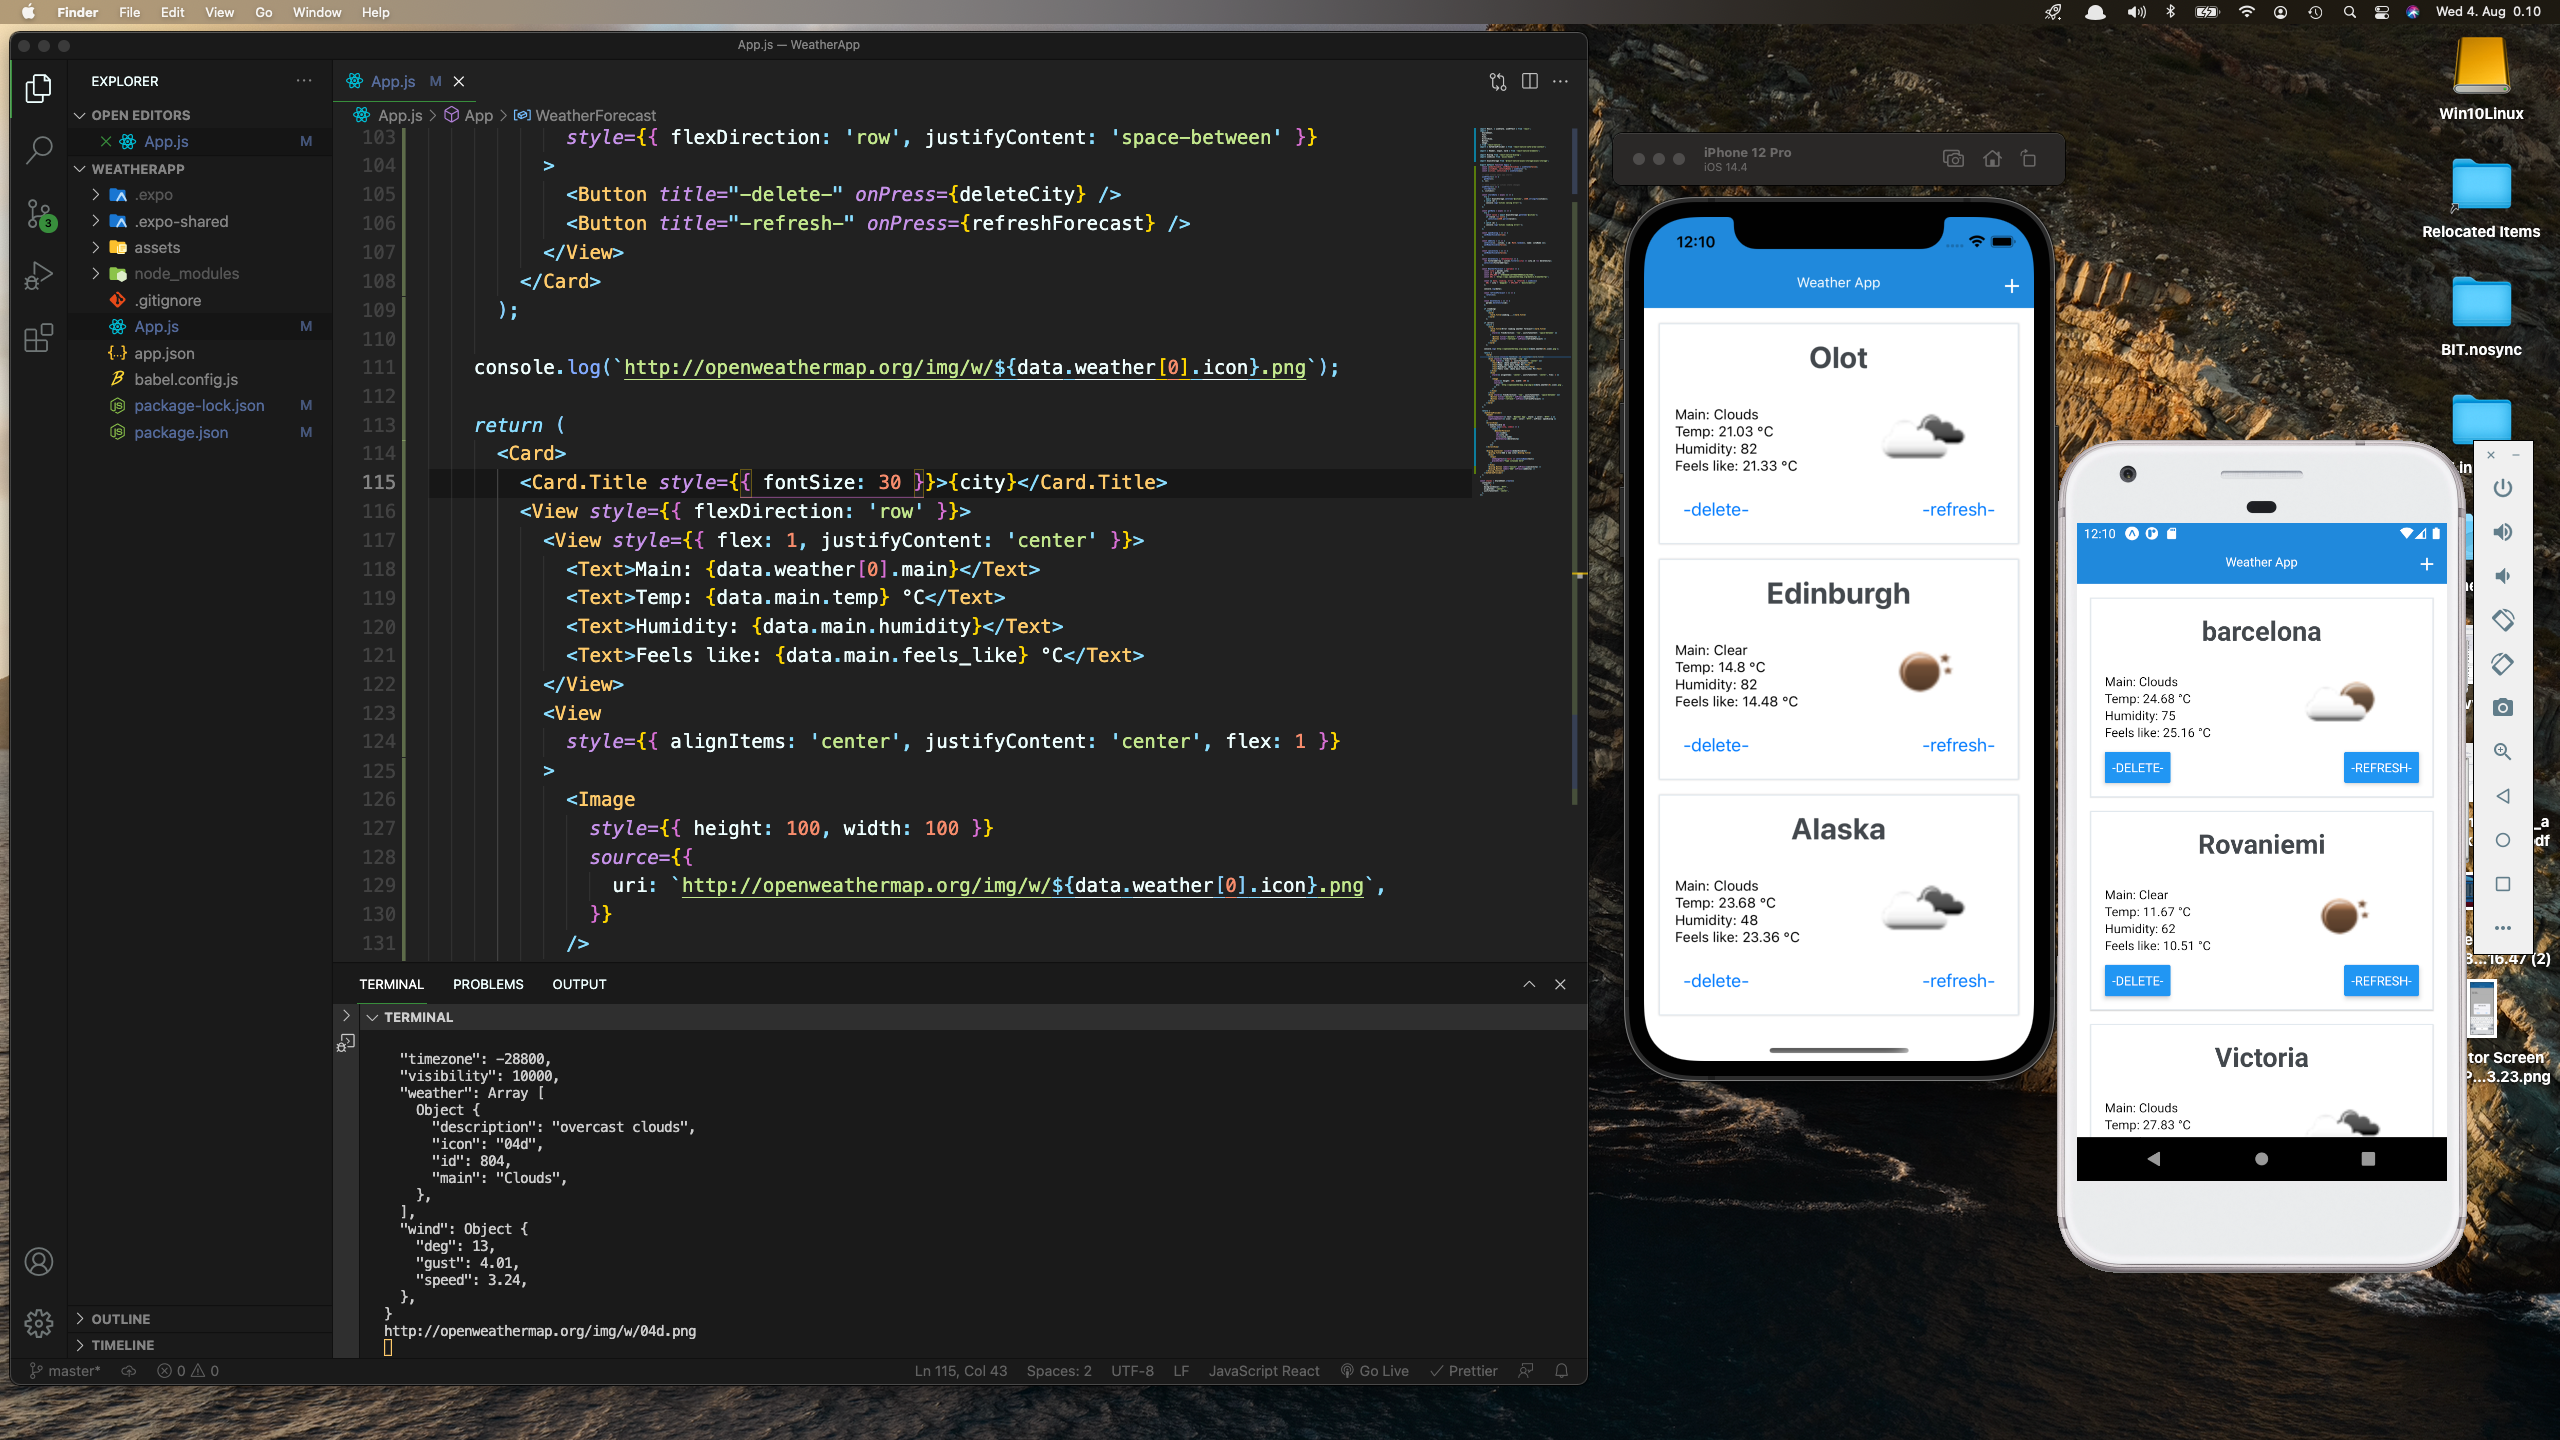 Finder File Edit View Go Window Help
Wed 4. Aug 0.10
App.js — WeatherApp
EXPLORER
OPEN EDITORS
App.js M
WEATHERAPP
.expo
.expo-shared
assets
node_modules
.gitignore
App.js M
app.json
babel.config.js
package-lock.json M
package.json M
OUTLINE
TIMELINE
3
App.js M
App.js > App > WeatherForecast
103 style={{ flexDirection: 'row', justifyContent: 'space-between' }}
104 >
105 <Button title="-delete-" onPress={deleteCity} />
106 <Button title="-refresh-" onPress={refreshForecast} />
107 </View>
108 </Card>
109 );
110
111 console.log(`http://openweathermap.org/img/w/${data.weather[0].icon}.png`);
112
113 return (
114 <Card>
115 <Card.Title style={{ fontSize: 30 }}>{city}</Card.Title>
116 <View style={{ flexDirection: 'row' }}>
117 <View style={{ flex: 1, justifyContent: 'center' }}>
118 <Text>Main: {data.weather[0].main}</Text>
119 <Text>Temp: {data.main.temp} °C</Text>
120 <Text>Humidity: {data.main.humidity}</Text>
121 <Text>Feels like: {data.main.feels_like} °C</Text>
122 </View>
123 <View
124 style={{ alignItems: 'center', justifyContent: 'center', flex: 1 }}
125 >
126 <Image
127 style={{ height: 100, width: 100 }}
128 source={{
129 uri: `http://openweathermap.org/img/w/${data.weather[0].icon}.png`,
130 }}
131 />
TERMINAL PROBLEMS OUTPUT
TERMINAL
"timezone": -28800,
"visibility": 10000,
"weather": Array [
Object {
"description": "overcast clouds",
"icon": "04d",
"id": 804,
"main": "Clouds",
},
],
"wind": Object {
"deg": 13,
"gust": 4.01,
"speed": 3.24,
},
}
http://openweathermap.org/img/w/04d.png
master* 0 0
Ln 115, Col 43 Spaces: 2 UTF-8 LF JavaScript React Go Live Prettier
iPhone 12 Pro
iOS 14.4
12:10
Weather App
+
Olot
Main: Clouds
Temp: 21.03 °C
Humidity: 82
Feels like: 21.33 °C
-delete- -refresh-
Edinburgh
Main: Clear
Temp: 14.8 °C
Humidity: 82
Feels like: 14.48 °C
-delete- -refresh-
Alaska
Main: Clouds
Temp: 23.68 °C
Humidity: 48
Feels like: 23.36 °C
-delete- -refresh-
12:10
Weather App
+
barcelona
Main: Clouds
Temp: 24.68 °C
Humidity: 75
Feels like: 25.16 °C
-DELETE- -REFRESH-
Rovaniemi
Main: Clear
Temp: 11.67 °C
Humidity: 62
Feels like: 10.51 °C
-DELETE- -REFRESH-
Victoria
Main: Clouds
Temp: 27.83 °C
Win10Linux
Relocated Items
BIT.nosync
...16.47 (2)
tor Screen
P...3.23.png